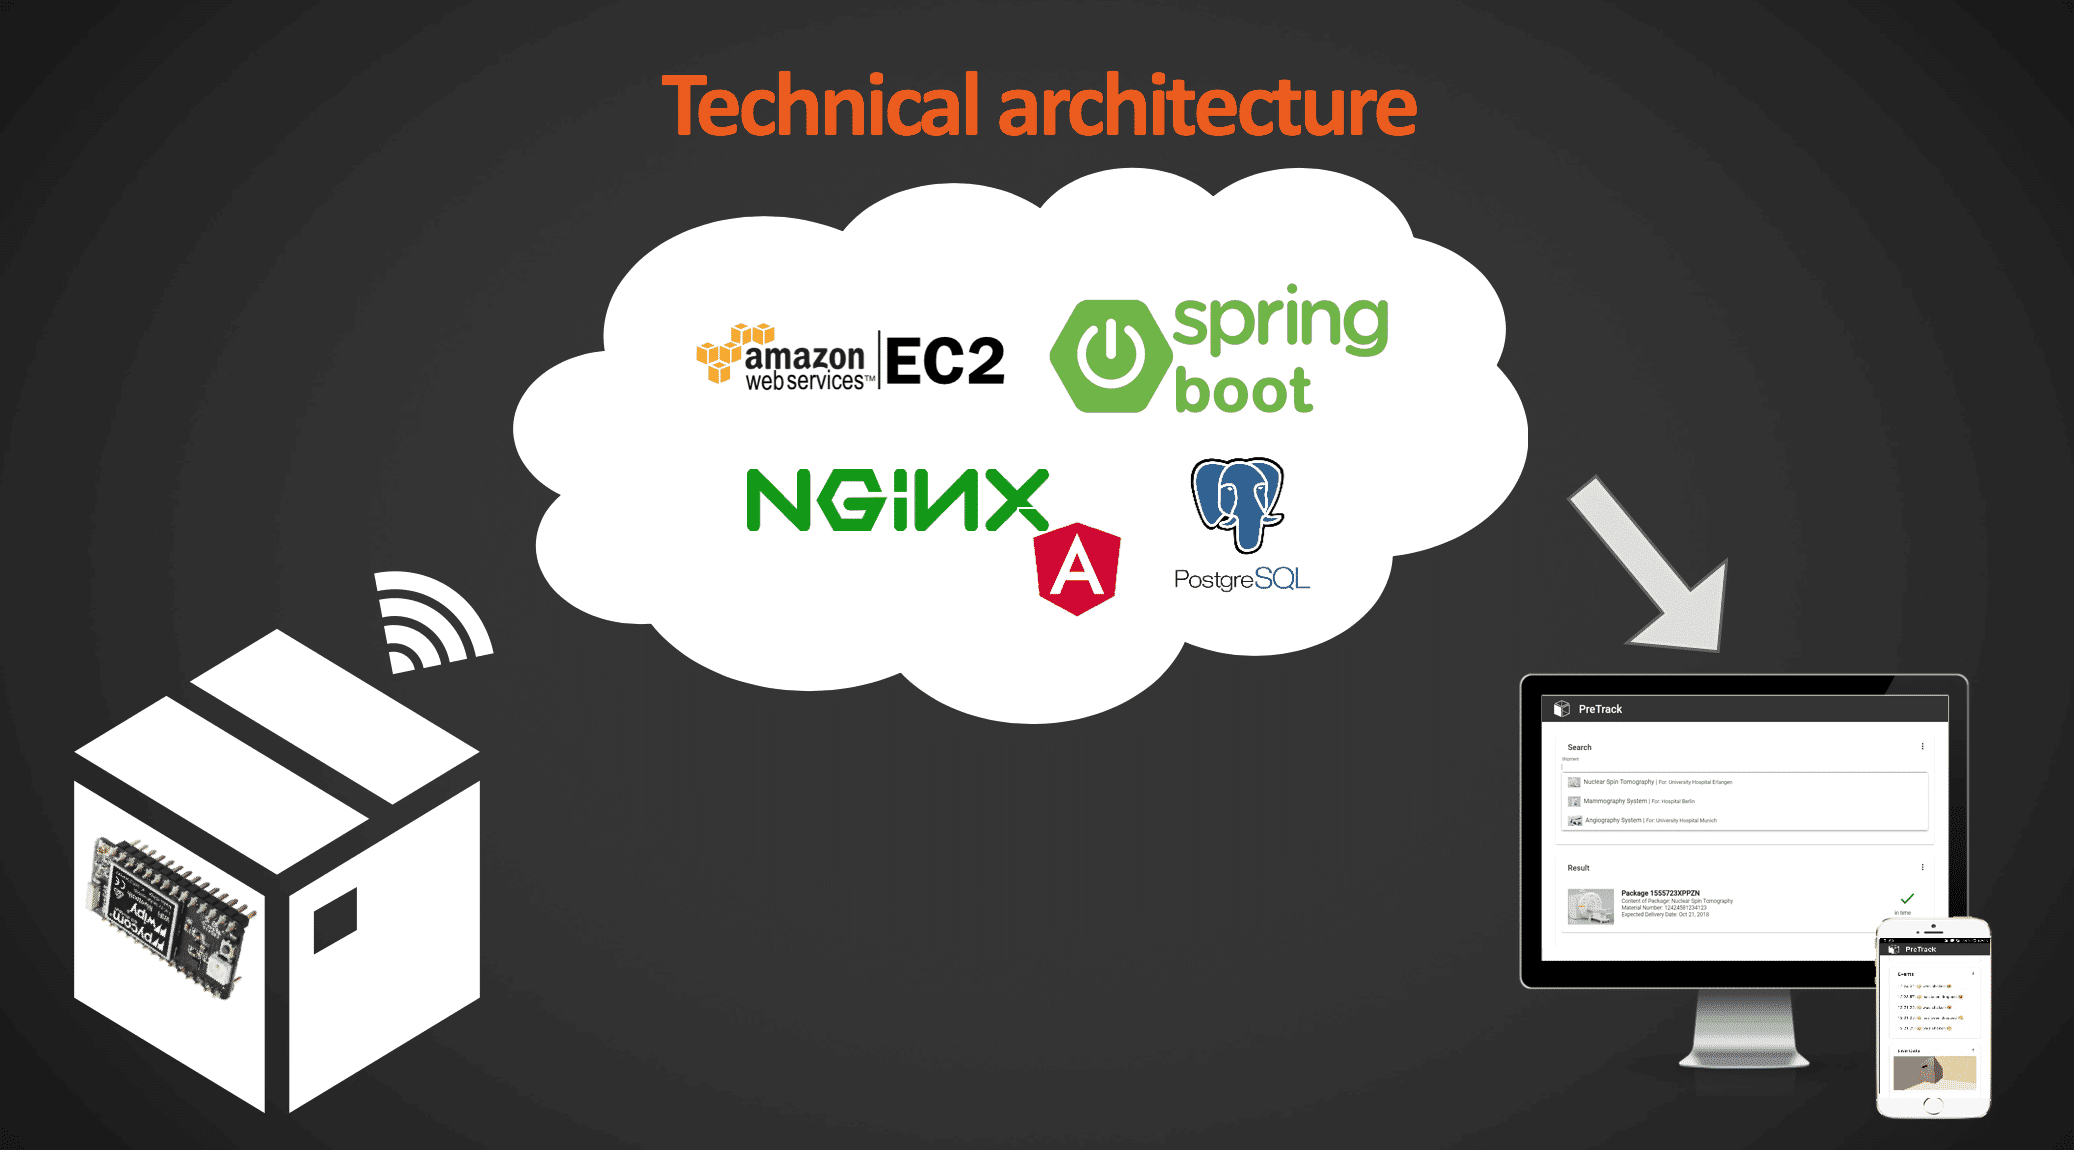 Technical architecture
amazon
web services™
EC2
spring
boot
NGINX
A
PostgreSQL
wipy
pycom
PreTrack
Search
Shipment
Nuclear Spin Tomography | For: University Hospital Erlangen
Mammography System | For: Hospital Berlin
Angiography System | For: University Hospital Munich
Result
Package 1555723XPPZN
Content of Package: Nuclear Spin Tomography
Material Number: 12424581234123
Expected Delivery Date: Oct 21, 2018
in time
PreTrack
Events